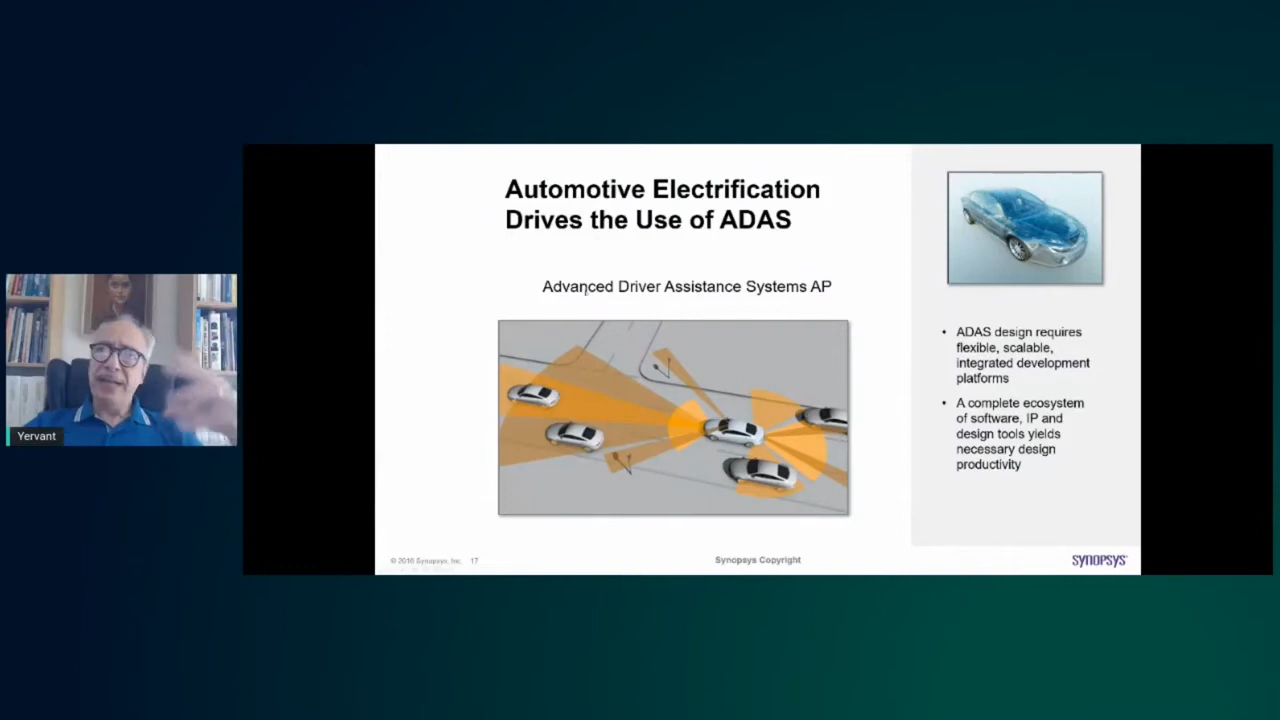 Automotive Electrification
Drives the Use of ADAS
Advanced Driver Assistance Systems AP
• ADAS design requires
flexible, scalable,
integrated development
platforms
• A complete ecosystem
of software, IP and
design tools yields
necessary design
productivity
Yervant
© 2016 Synopsys, Inc. 17
Synopsys Copyright
SYNOPSYS